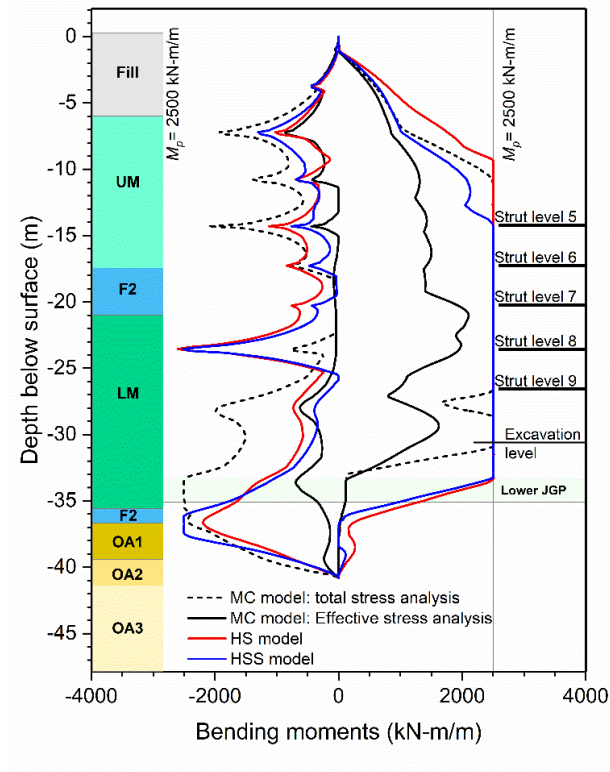 0
-5
-10
-15
-20
-25
-30
-35
-40
-45
Depth below surface (m)
Fill
UM
F2
LM
F2
OA1
OA2
OA3
Mp= 2500 kN-m/m
Mp= 2500 kN-m/m
Strut level 5
Strut level 6
Strut level 7
Strut level 8
Strut level 9
Excavation
level
Lower JGP
MC model: total stress analysis
MC model: Effective stress analysis
HS model
HSS model
-4000 -2000 0 2000 4000
Bending moments (kN-m/m)